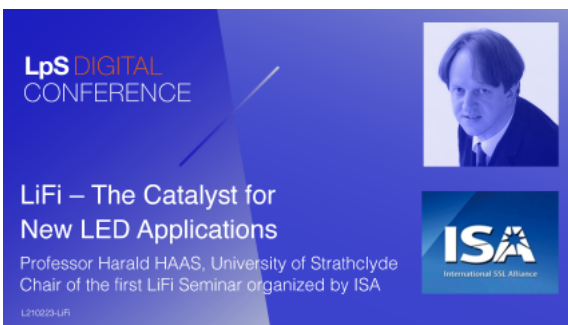 LpS DIGITAL
CONFERENCE
LiFi – The Catalyst for
New LED Applications
Professor Harald HAAS, University of Strathclyde
Chair of the first LiFi Seminar organized by ISA
L210223-LiFi
ISA
International SSL Alliance